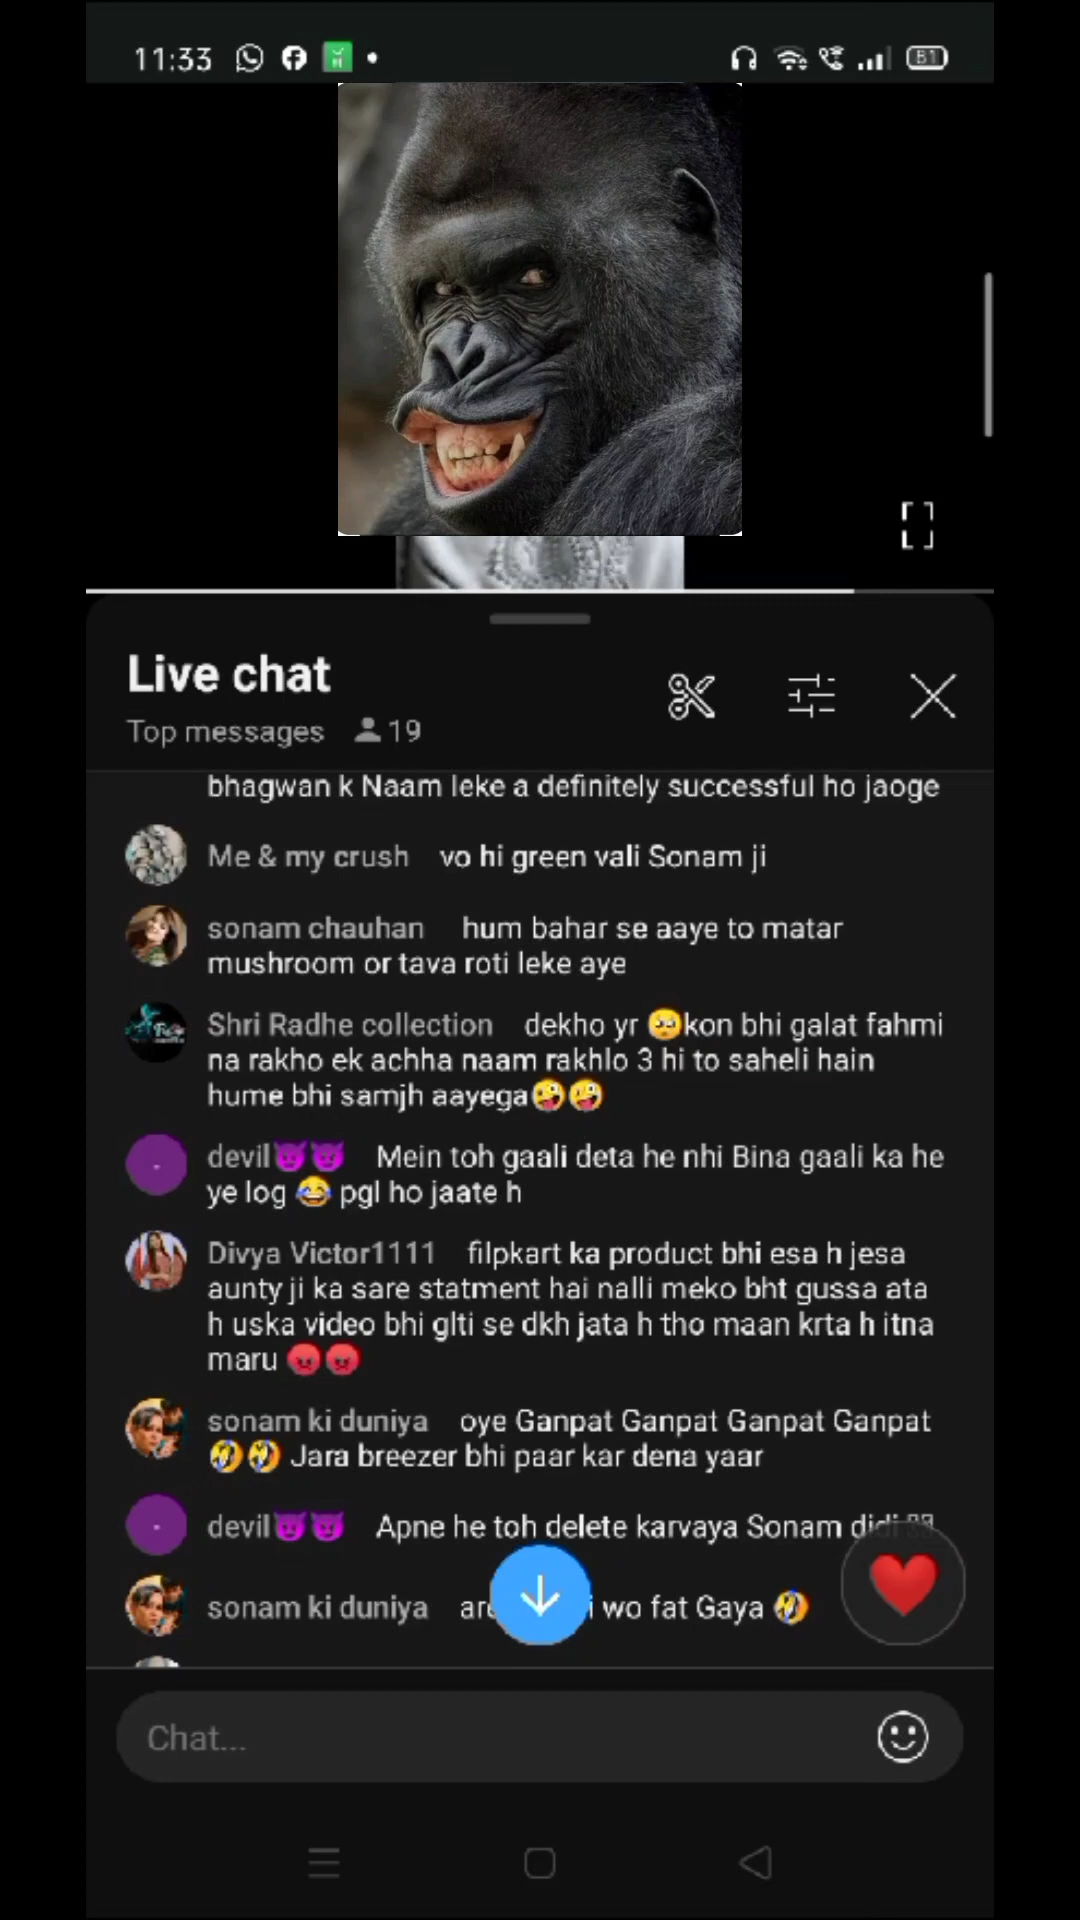 11:33
81
Live chat
Top messages 19
bhagwan k Naam leke a definitely successful ho jaoge
Me & my crush vo hi green vali Sonam ji
sonam chauhan hum bahar se aaye to matar
mushroom or tava roti leke aye
Shri Radhe collection dekho yr 🥺kon bhi galat fahmi
na rakho ek achha naam rakhlo 3 hi to saheli hain
hume bhi samjh aayega🤪🤪
devil😈😈 Mein toh gaali deta he nhi Bina gaali ka he
ye log 😂 pgl ho jaate h
Divya Victor1111 filpkart ka product bhi esa h jesa
aunty ji ka sare statment hai nalli meko bht gussa ata
h uska video bhi glti se dkh jata h tho maan krta h itna
maru 😡😡
sonam ki duniya oye Ganpat Ganpat Ganpat Ganpat
🤣🤣 Jara breezer bhi paar kar dena yaar
devil😈😈 Apne he toh delete karvaya Sonam didi
sonam ki duniya wo fat Gaya 🤣
Chat...